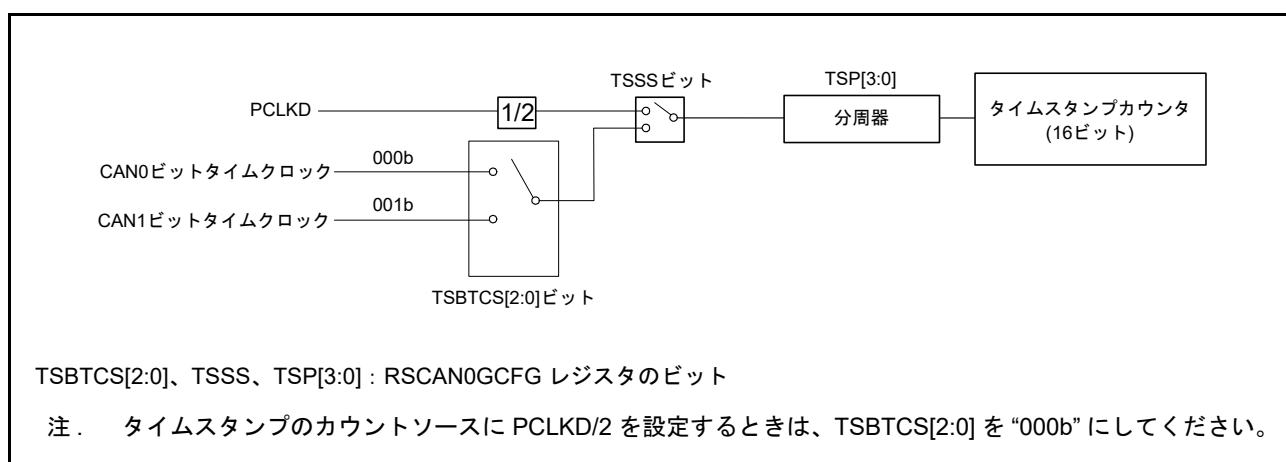 TSSSビット
TSP[3:0]
PCLKD
1/2
分周器
タイムスタンプカウンタ
(16ビット)
000b
CAN0ビットタイムクロック
001b
CAN1ビットタイムクロック
TSBTCS[2:0]ビット
TSBTCS[2:0]、TSSS、TSP[3:0]:RSCAN0GCFG レジスタのビット
注. タイムスタンプのカウントソースに PCLKD/2 を設定するときは、TSBTCS[2:0] を “000b” にしてください。